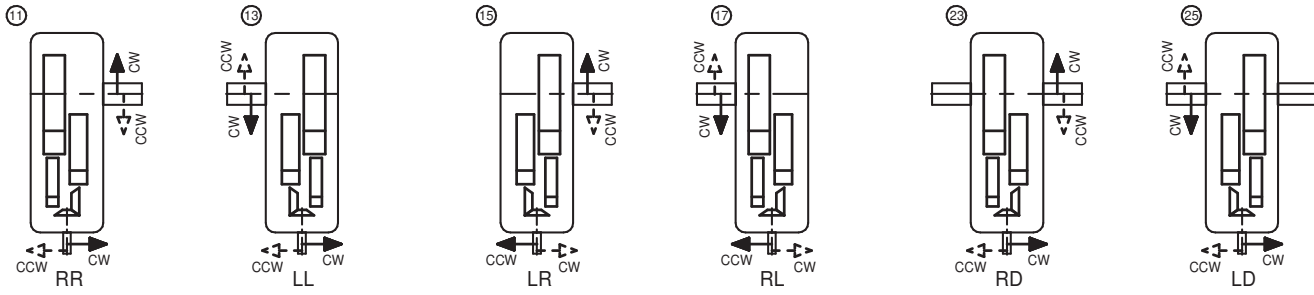 11 13 15 17 23 25
CW CCW CW CCW CW CCW
CCW CW CCW CW CCW CW
CCW CW CCW CW CCW CW CCW CW CCW CW CCW CW
RR LL LR RL RD LD